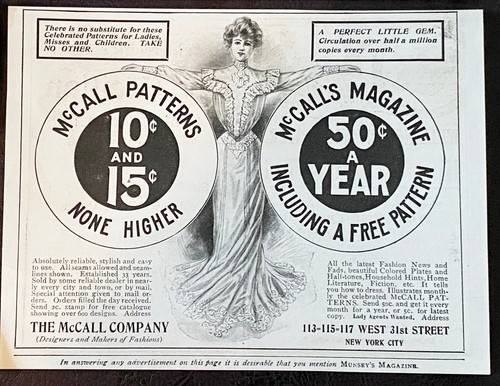 There is no substitute for these
Celebrated Patterns for Ladies,
Misses and Children. TAKE
NO OTHER.
A PERFECT LITTLE GEM.
Circulation over half a million
copies every month.
McCALL PATTERNS
10¢
AND
15¢
NONE HIGHER
McCALL'S MAGAZINE
50¢
A
YEAR
INCLUDING A FREE PATTERN
Absolutely reliable, stylish and easy
to use. All seams allowed and seam-
lines shown. Established 33 years.
Sold by some reliable dealer in near-
ly every city and town, or by mail.
Special attention given to mail or-
ders. Orders filled the day received.
Send 2c. stamp for free catalogue
showing over 600 designs. Address
THE McCALL COMPANY
(Designers and Makers of Fashions)
All the latest Fashion News and
Fads, beautiful Colored Plates and
Half-tones, Household Hints, Home
Literature, Fiction, etc. It tells
you how to dress. Illustrates month-
ly the celebrated McCALL PAT-
TERNS. Send 50c. and get it every
month for a year, or 5c. for latest
copy. Lady Agents Wanted, Address
113-115-117 WEST 31st STREET
NEW YORK CITY
In answering any advertisement on this page it is desirable that you mention MUNSEY'S MAGAZINE.